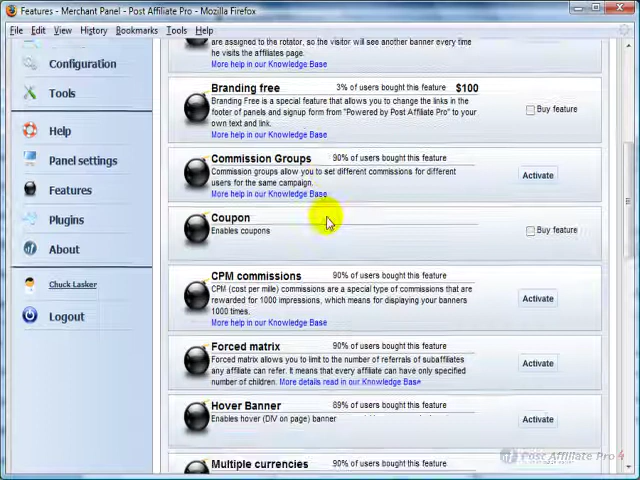 Features - Merchant Panel - Post Affiliate Pro - Mozilla Firefox
File Edit View History Bookmarks Tools Help
Configuration
Tools
Help
Panel settings
Features
Plugins
About
Chuck Lasker
Logout
are assigned to the rotator, so the visitor will see another banner every time
he visits the affiliates page.
More help in our Knowledge Base
Branding free 3% of users bought this feature $100
Branding Free is a special feature that allows you to change the links in the
footer of panels and signup form from "Powered by Post Affiliate Pro" to your
own text and link.
More help in our Knowledge Base
Buy feature
Commission Groups 90% of users bought this feature
Commission groups allow you to set different commissions for different
users for the same campaign.
More help in our Knowledge Base
Activate
Coupon
Enables coupons
Buy feature
CPM commissions 90% of users bought this feature
CPM (cost per mile) commissions are a special type of commissions that are
rewarded for 1000 impressions, which means for displaying your banners
1000 times.
More help in our Knowledge Base
Activate
Forced matrix 90% of users bought this feature
Forced matrix allows you to limit to the number of referrals of subaffiliates
any affiliate can refer. It means that every affiliate can have only specified
number of children. More details read in our Knowledge Base
Activate
Hover Banner 89% of users bought this feature
Enables hover (DIV on page) banner
Activate
Multiple currencies 90% of users bought this feature
Post Affiliate Pro 4